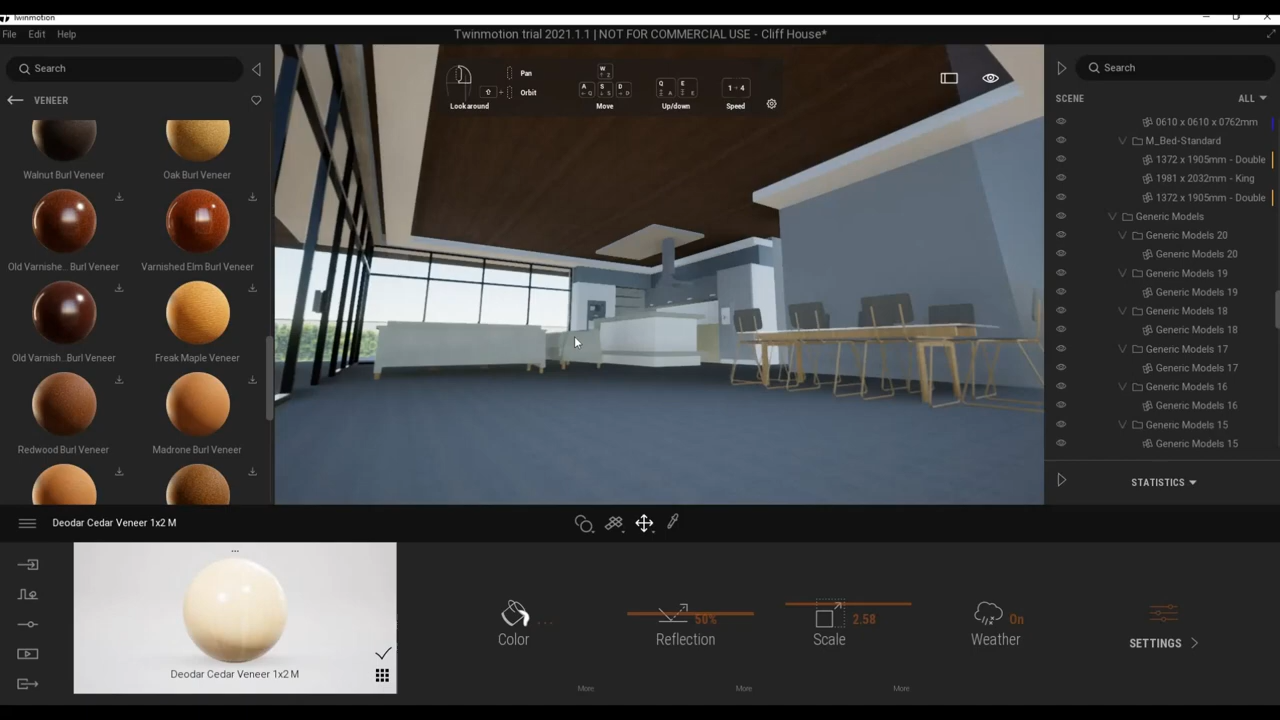 Twinmotion
File Edit Help
Twinmotion trial 2021.1.1 | NOT FOR COMMERCIAL USE - Cliff House*
Search
VENEER
Walnut Burl Veneer
Oak Burl Veneer
Old Varnishe.. Burl Veneer
Varnished Elm Burl Veneer
Old Varnish...Burl Veneer
Freak Maple Veneer
Redwood Burl Veneer
Madrone Burl Veneer
Look around
Pan
Orbit
W
A S D
Move
Q E
Up/down
1 - 4
Speed
Search
SCENE
ALL
0610 x 0610 x 0762mm
M_Bed-Standard
1372 x 1905mm - Double
1981 x 2032mm - King
1372 x 1905mm - Double
Generic Models
Generic Models 20
Generic Models 20
Generic Models 19
Generic Models 19
Generic Models 18
Generic Models 18
Generic Models 17
Generic Models 17
Generic Models 16
Generic Models 16
Generic Models 15
Generic Models 15
STATISTICS
Deodar Cedar Veneer 1x2 M
...
Deodar Cedar Veneer 1x2 M
Color
...
More
50%
Reflection
More
2.58
Scale
More
On
Weather
SETTINGS